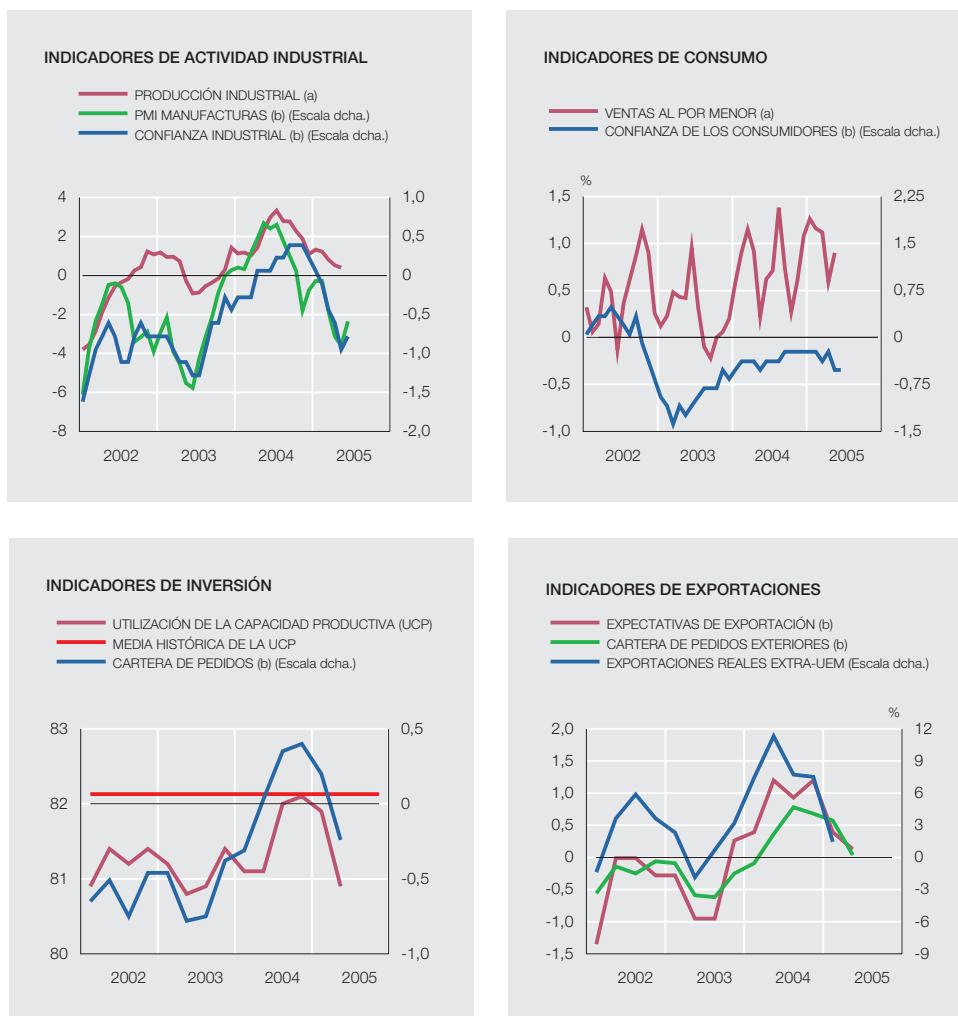 INDICADORES DE ACTIVIDAD INDUSTRIAL
PRODUCCIÓN INDUSTRIAL (a)
PMI MANUFACTURAS (b) (Escala dcha.)
CONFIANZA INDUSTRIAL (b) (Escala dcha.)
4 1,0
2 0,5
0 0
-2 -0,5
-4 -1,0
-6 -1,5
-8 -2,0
2002 2003 2004 2005
INDICADORES DE CONSUMO
VENTAS AL POR MENOR (a)
CONFIANZA DE LOS CONSUMIDORES (b) (Escala dcha.)
%
1,5 2,25
1,0 1,5
0,5 0,75
0 0
-0,5 -0,75
-1,0 -1,5
2002 2003 2004 2005
INDICADORES DE INVERSIÓN
UTILIZACIÓN DE LA CAPACIDAD PRODUCTIVA (UCP)
MEDIA HISTÓRICA DE LA UCP
CARTERA DE PEDIDOS (b) (Escala dcha.)
83 0,5
82 0
81 -0,5
80 -1,0
2002 2003 2004 2005
INDICADORES DE EXPORTACIONES
EXPECTATIVAS DE EXPORTACIÓN (b)
CARTERA DE PEDIDOS EXTERIORES (b)
EXPORTACIONES REALES EXTRA-UEM (Escala dcha.)
%
2,0 12
1,5 9
1,0 6
0,5 3
0 0
-0,5 -3
-1,0 -6
-1,5 -9
2002 2003 2004 2005